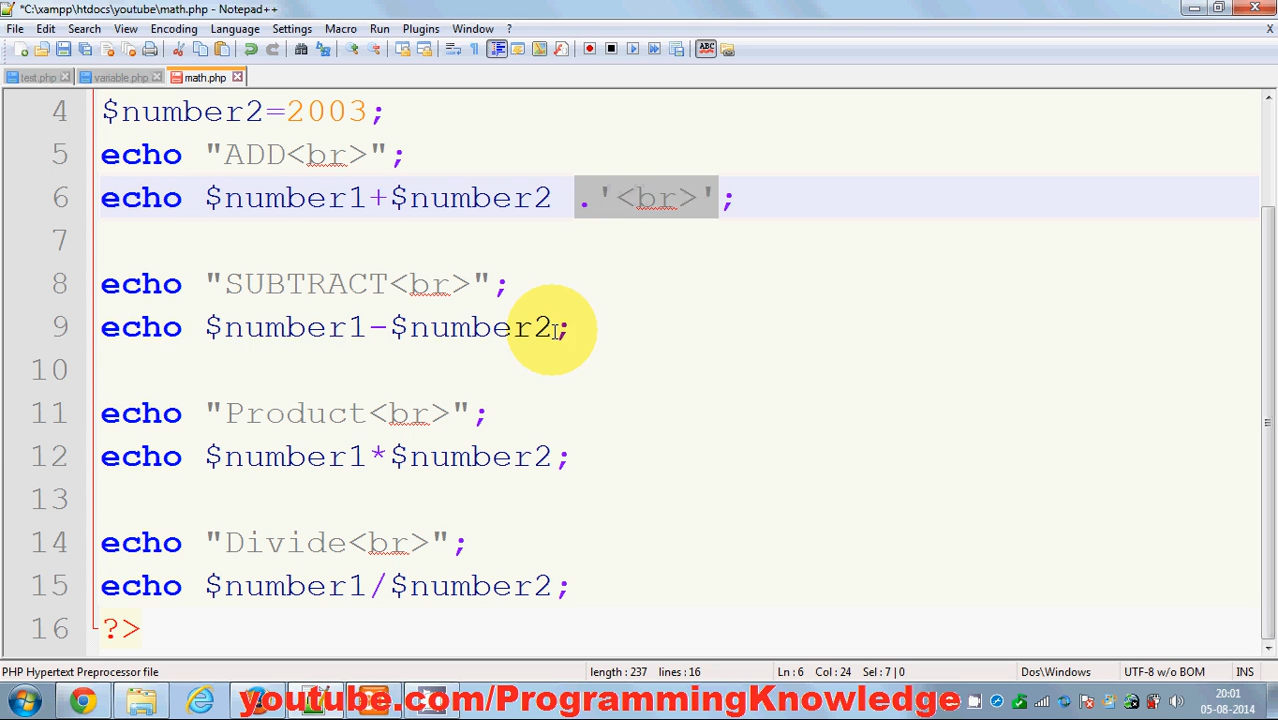 *C:\xampp\htdocs\youtube\math.php - Notepad++
File Edit Search View Encoding Language Settings Macro Run Plugins Window ? X
test.php variable.php math.php
4 $number2=2003;
5 echo "ADD<br>";
6 echo $number1+$number2 .'<br>';
7
8 echo "SUBTRACT<br>";
9 echo $number1-$number2;
10
11 echo "Product<br>";
12 echo $number1*$number2;
13
14 echo "Divide<br>";
15 echo $number1/$number2;
16 ?>
PHP Hypertext Preprocessor file length : 237 lines : 16 Ln : 6 Col : 24 Sel : 7 | 0 Dos\Windows UTF-8 w/o BOM INS
youtube.com/ProgrammingKnowledge
20:01
05-08-2014